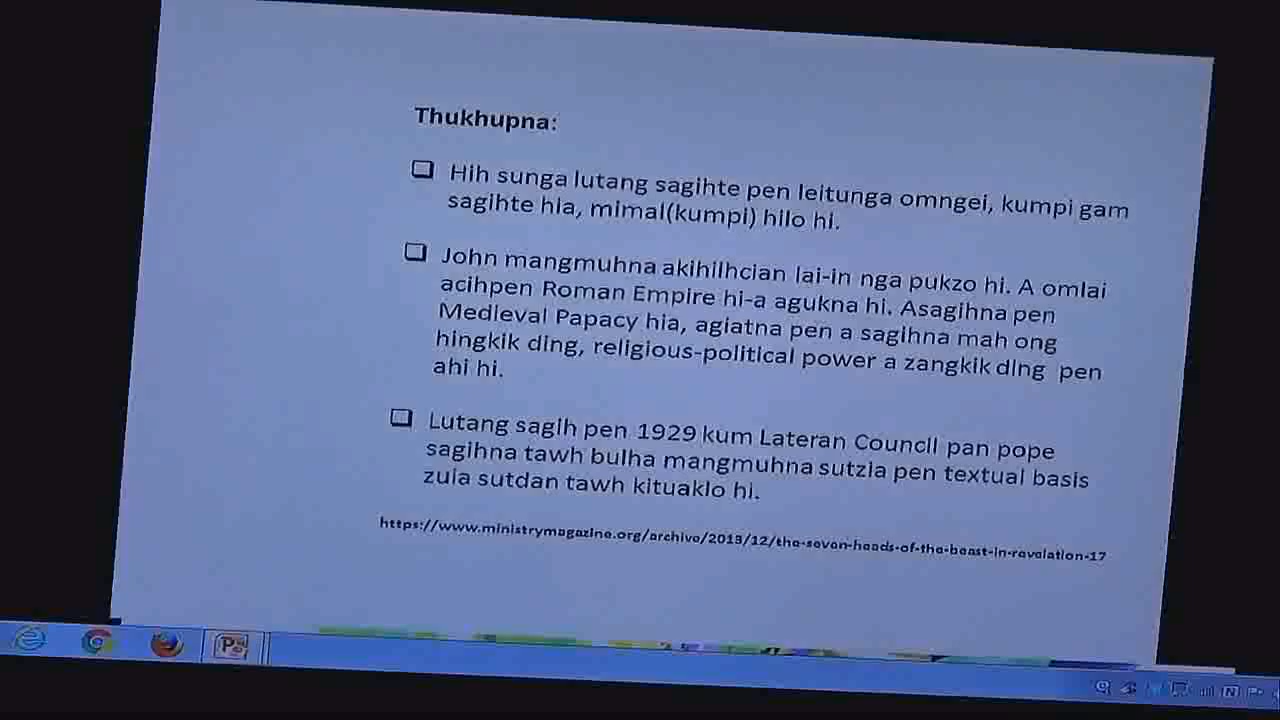 Thukhupna:
Hih sunga lutang sagihte pen leitunga omngei, kumpi gam
sagihte hia, mimal(kumpi) hilo hi.
John mangmuhna akihilhcian lai-in nga pukzo hi. A omlai
acihpen Roman Empire hi-a agukna hi. Asagihna pen
Medieval Papacy hia, agiatna pen a sagihna mah ong
hingkik ding, religious-political power a zangkik ding pen
ahi hi.
Lutang sagih pen 1929 kum Lateran Council pan pope
sagihna tawh bulha mangmuhna sutzia pen textual basis
zuia sutdan tawh kituaklo hi.
https://www.ministrymagazine.org/archive/2013/12/the-seven-heads-of-the-beast-in-revelation-17